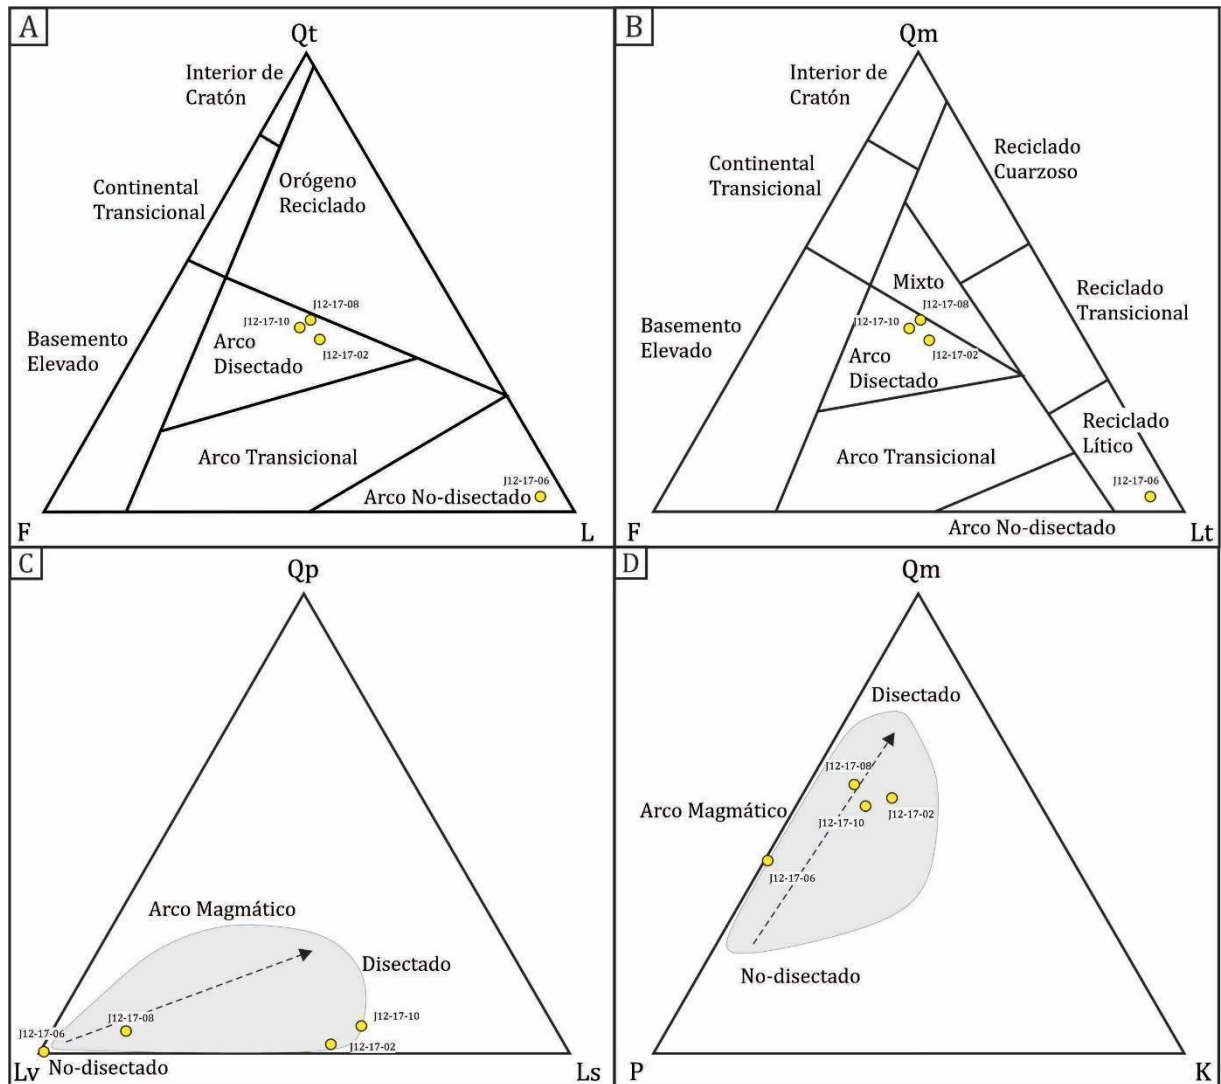 A
Qt
Interior de
Cratón
Continental
Transicional
Orógeno
Reciclado
J12-17-08
J12-17-10
J12-17-02
Arco
Disectado
Basemento
Elevado
Arco Transicional
J12-17-06
Arco No-disectado
F
L
B
Qm
Interior de
Cratón
Reciclado
Cuarzoso
Continental
Transicional
Mixto
Reciclado
Transicional
J12-17-08
J12-17-10
J12-17-02
Arco
Disectado
Basemento
Elevado
Reciclado
Lítico
Arco Transicional
J12-17-06
F
Arco No-disectado
Lt
C
Qp
Arco Magmático
Disectado
J12-17-08
J12-17-10
J12-17-06
J12-17-02
Lv
No-disectado
Ls
D
Qm
Disectado
J12-17-08
Arco Magmático
J12-17-10
J12-17-02
J12-17-06
No-disectado
P
K